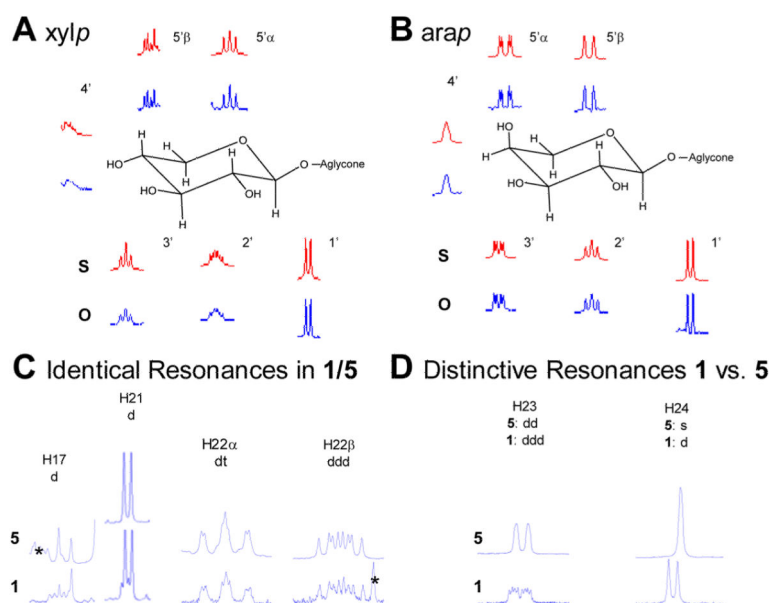 A xylp
5'β 5'α
4'
H
H
H
H
H
O
O
Aglycone
HO
HO
OH
3' 2' 1'
S
O
B arap
5'α 5'β
4'
HO
H
H
H
H
H
O
O
Aglycone
HO
OH
3' 2' 1'
S
O
C Identical Resonances in 1/5
H21
d
H17
d
H22α
dt
H22β
ddd
5
*
1
*
D Distinctive Resonances 1 vs. 5
H23
5: dd
1: ddd
H24
5: s
1: d
5
1